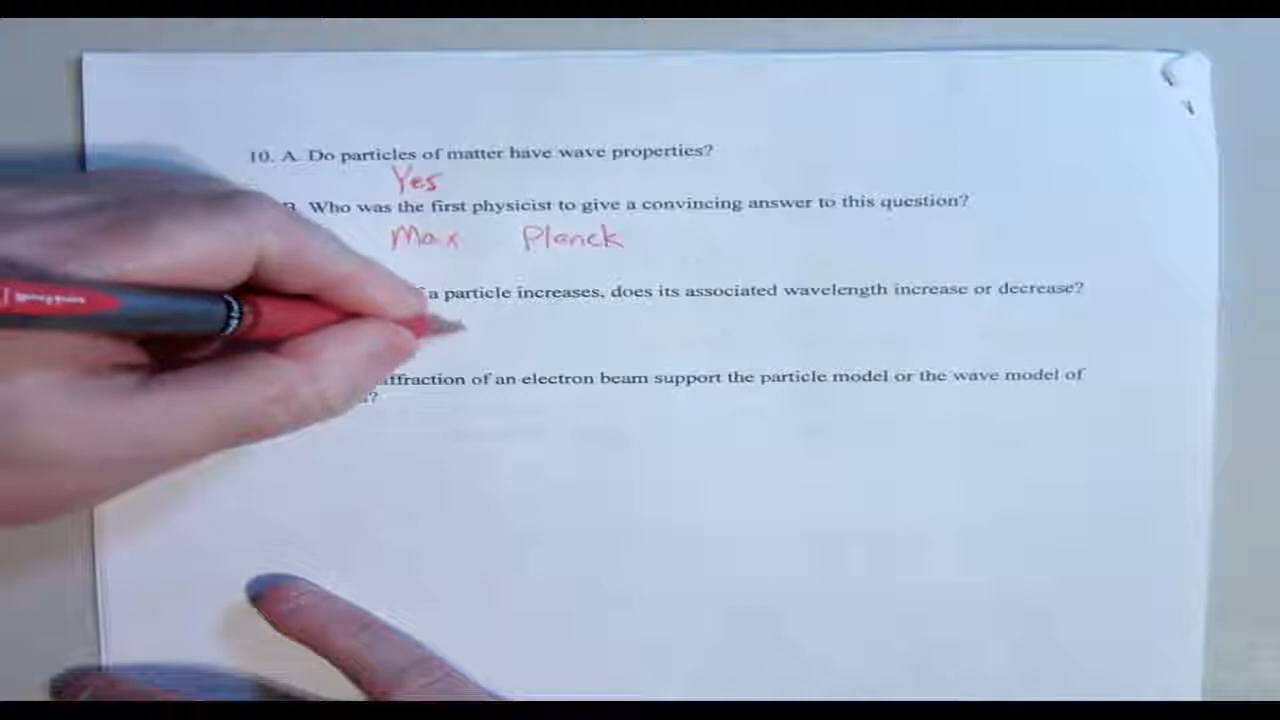 10. A. Do particles of matter have wave properties?
Yes
B. Who was the first physicist to give a convincing answer to this question?
Max Planck
a particle increases, does its associated wavelength increase or decrease?
ffraction of an electron beam support the particle model or the wave model of
?